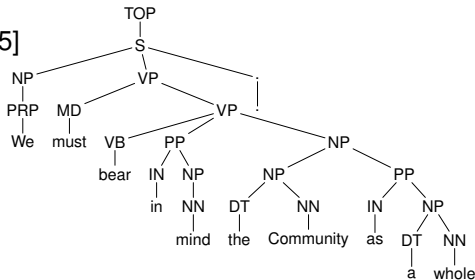 TOP
5]
S
NP VP .
PRP MD VP .
We must VB PP NP
bear IN NP NP PP
in NN DT NN IN NP
mind the Community as DT NN
a whole